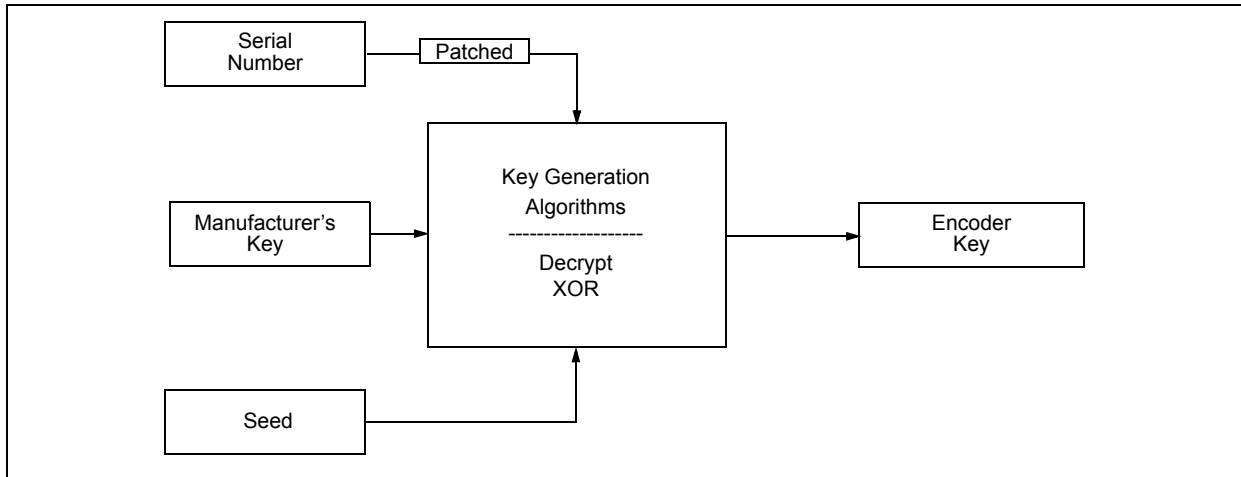 Serial
Number
Patched
Key Generation
Algorithms
-------------------
Decrypt
XOR
Manufacturer’s
Key
Encoder
Key
Seed